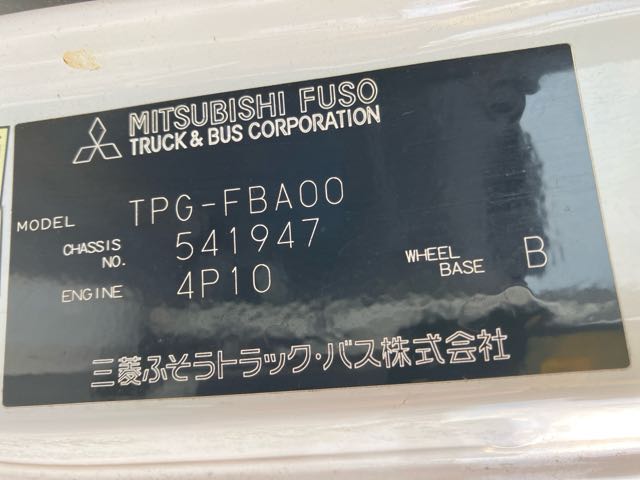 MITSUBISHI FUSO
TRUCK & BUS CORPORATION
MODEL TPG-FBA00
CHASSIS NO. 541947
ENGINE 4P10
WHEEL BASE B
三菱ふそうトラック・バス株式会社